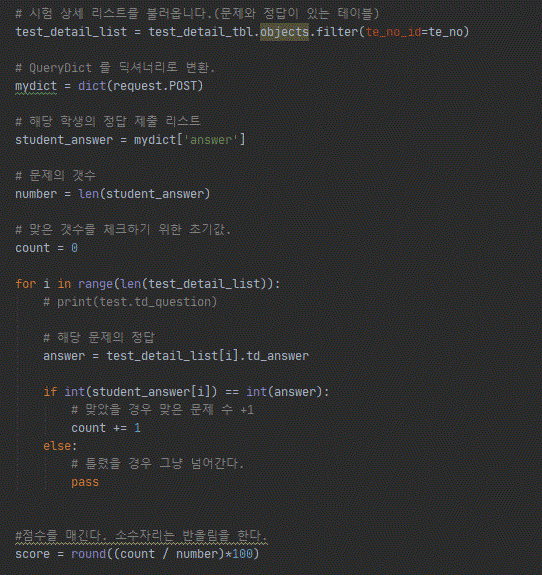 # 시험 상세 리스트를 불러옵니다.(문제와 정답이 있는 테이블)
test_detail_list = test_detail_tbl.objects.filter(te_no_id=te_no)
# QueryDict 를 딕셔너리로 변환.
mydict = dict(request.POST)
# 해당 학생의 정답 제출 리스트
student_answer = mydict['answer']
# 문제의 갯수
number = len(student_answer)
# 맞은 갯수를 체크하기 위한 초기값.
count = 0
for i in range(len(test_detail_list)):
# print(test.td_question)
# 해당 문제의 정답
answer = test_detail_list[i].td_answer
if int(student_answer[i]) == int(answer):
# 맞았을 경우 맞은 문제 수 +1
count += 1
else:
# 틀렸을 경우 그냥 넘어간다.
pass
#점수를 매긴다. 소수자리는 반올림을 한다.
score = round((count / number)*100)